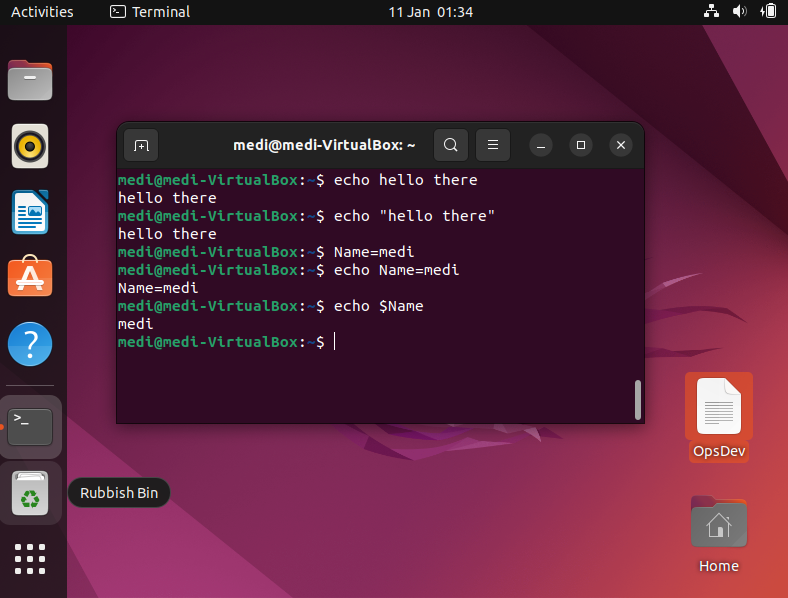 Activities Terminal 11 Jan 01:34
medi@medi-VirtualBox: ~
medi@medi-VirtualBox:~$ echo hello there
hello there
medi@medi-VirtualBox:~$ echo "hello there"
hello there
medi@medi-VirtualBox:~$ Name=medi
medi@medi-VirtualBox:~$ echo Name=medi
Name=medi
medi@medi-VirtualBox:~$ echo $Name
medi
medi@medi-VirtualBox:~$
OpsDev
Rubbish Bin
Home